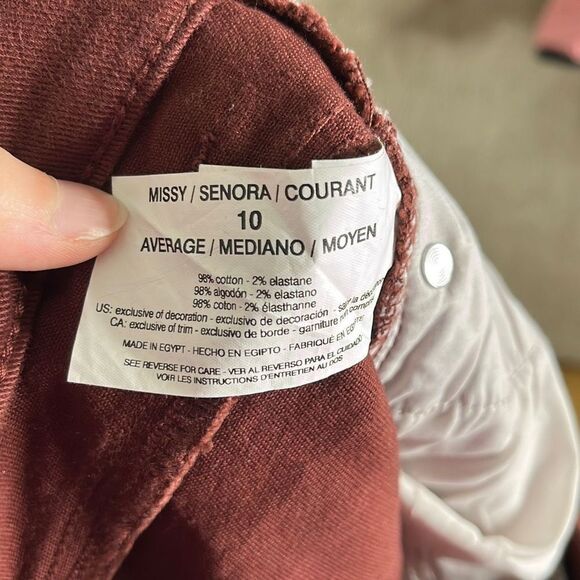 MISSY / SENORA / COURANT
10
AVERAGE / MEDIANO / MOYEN
98% cotton - 2% elastane
98% algodón - 2% elastano
98% coton - 2% élasthanne
US: exclusive of decoration - exclusivo de decoración - sauf la
CA: exclusive of trim - exclusivo de borde - garniture non
MADE IN EGYPT - HECHO EN EGIPTO - FABRIQUÉ EN
SEE REVERSE FOR CARE - VER AL REVERSO PARA EL CUIDADO
VOIR LES INSTRUCTIONS D'ENTRETIEN AU DOS